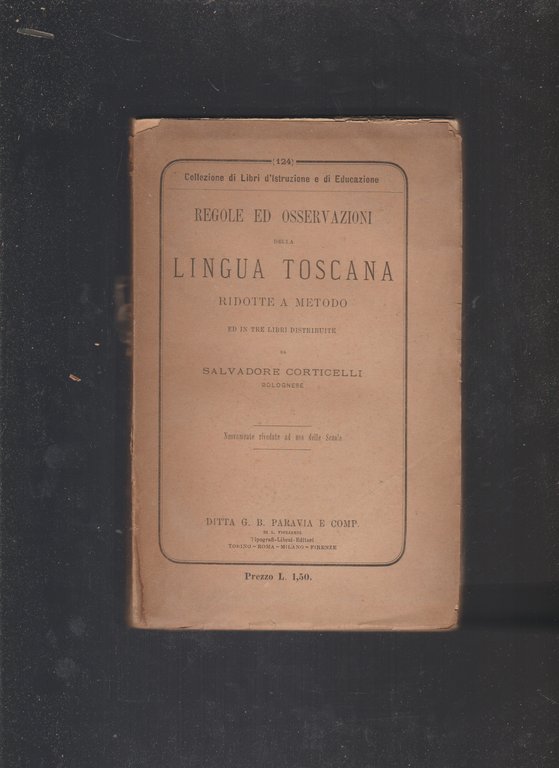 (124)
Collezione di Libri d'Istruzione e di Educazione
REGOLE ED OSSERVAZIONI
DELLA
LINGUA TOSCANA
RIDOTTE A METODO
ED IN TRE LIBRI DISTRIBUITE
DA
SALVADORE CORTICELLI
BOLOGNESE
Nuovamente rivedute ad uso delle Scuole
DITTA G. B. PARAVIA E COMP.
DI I. VIGLIARDI
Tipografi-Librai-Editori
TORINO – ROMA – MILANO – FIRENZE
Prezzo L. 1,50.